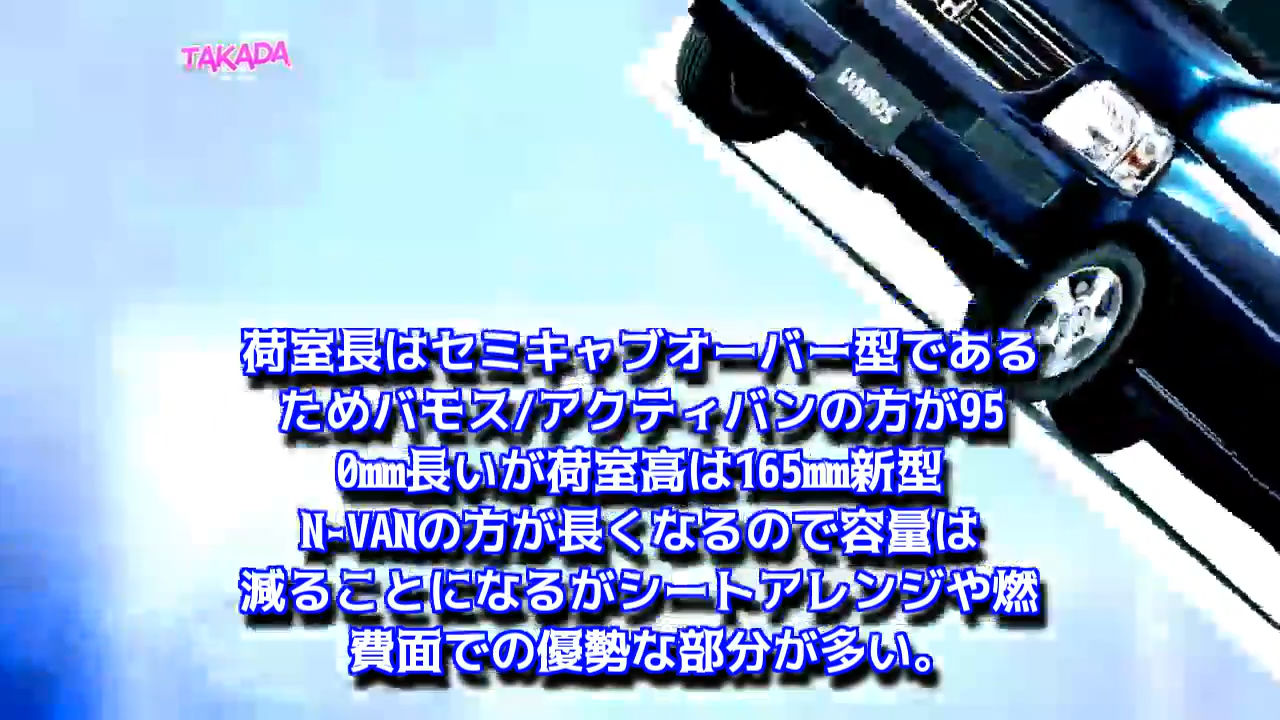 TAKADA
VAMOS
荷室長はセミキャブオーバー型である
ためバモス/アクティバンの方が95
0mm長いが荷室高は165mm新型
N-VANの方が長くなるので容量は
減ることになるがシートアレンジや燃
費面での優勢な部分が多い。